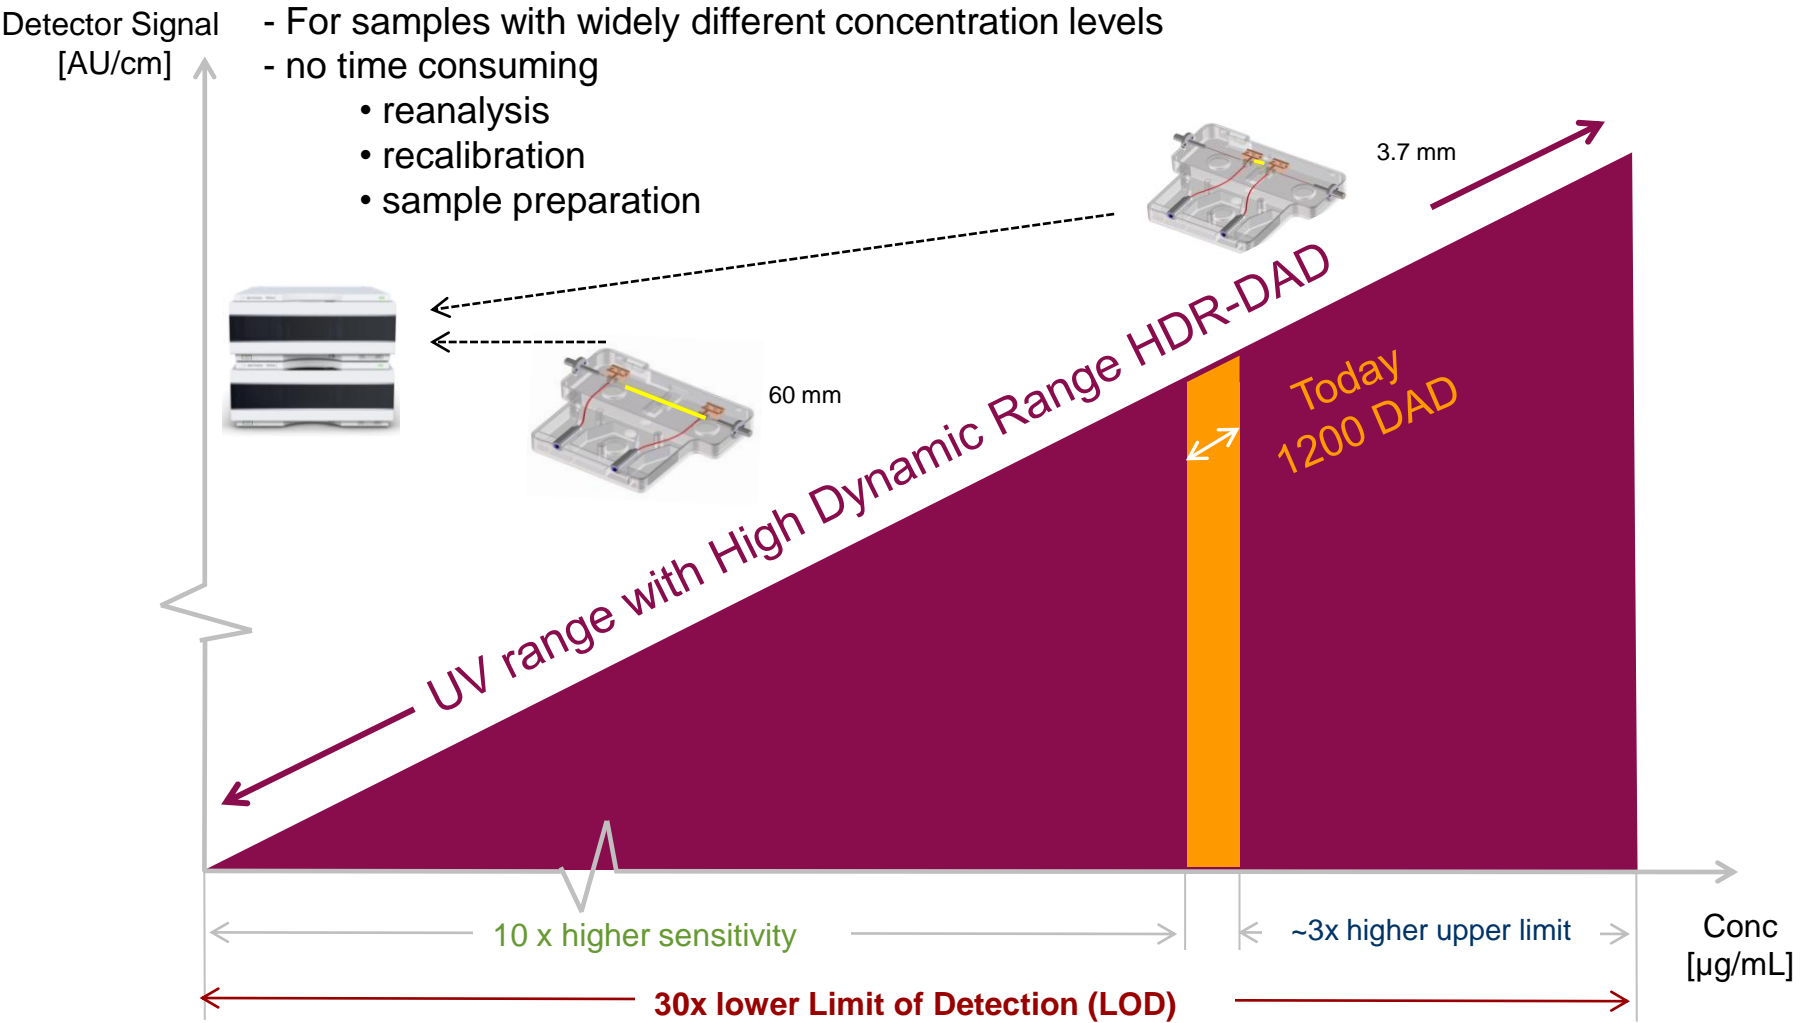 Detector Signal
[AU/cm]
- For samples with widely different concentration levels
- no time consuming
• reanalysis
• recalibration
• sample preparation
3.7 mm
60 mm
UV range with High Dynamic Range HDR-DAD
Today
1200 DAD
10 x higher sensitivity
~3x higher upper limit
Conc
[µg/mL]
30x lower Limit of Detection (LOD)